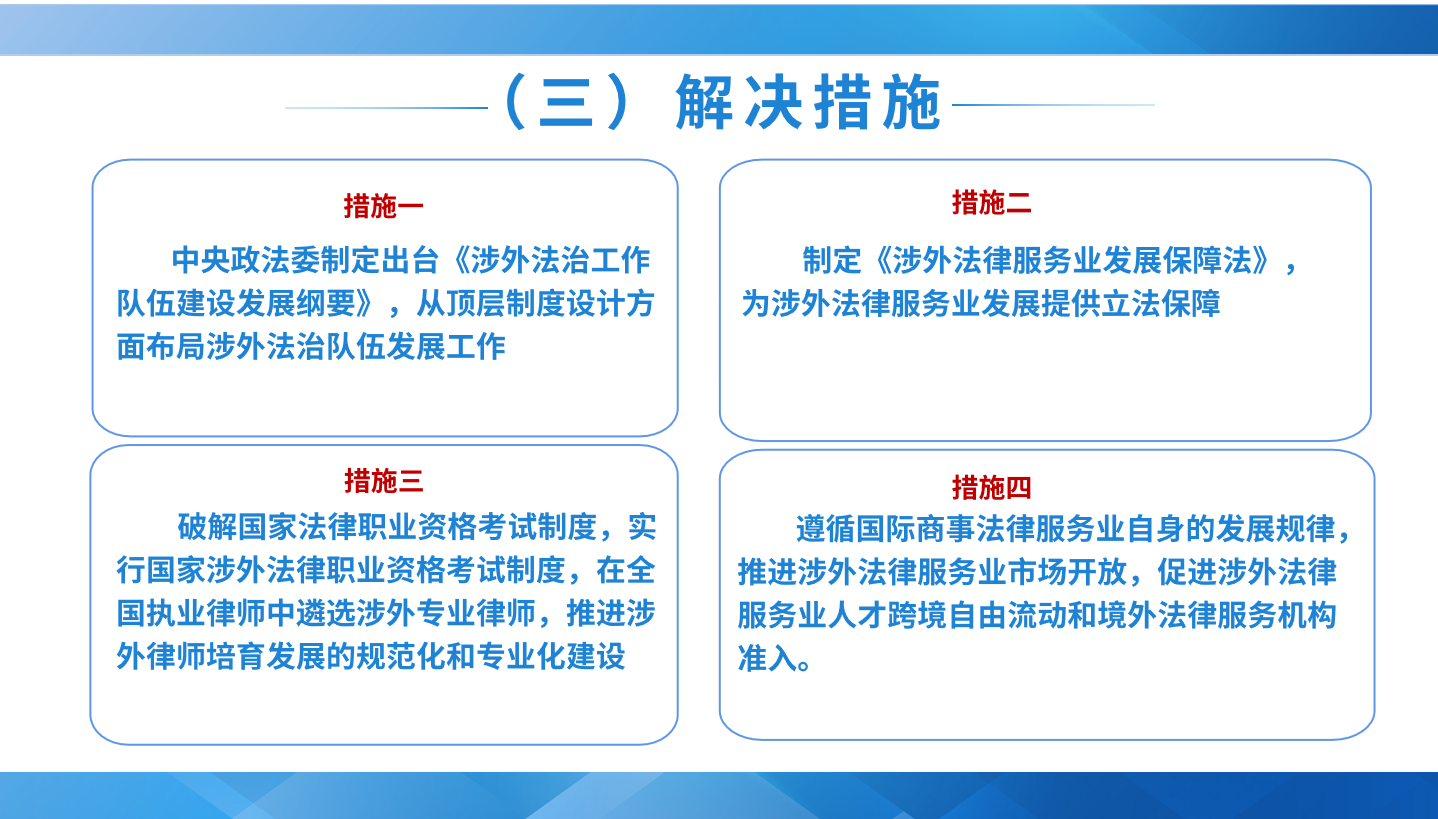 （三）解决措施
措施一
中央政法委制定出台《涉外法治工作
队伍建设发展纲要》，从顶层制度设计方
面布局涉外法治队伍发展工作
措施二
制定《涉外法律服务业发展保障法》，
为涉外法律服务业发展提供立法保障
措施三
破解国家法律职业资格考试制度，实
行国家涉外法律职业资格考试制度，在全
国执业律师中遴选涉外专业律师，推进涉
外律师培育发展的规范化和专业化建设
措施四
遵循国际商事法律服务业自身的发展规律，
推进涉外法律服务业市场开放，促进涉外法律
服务业人才跨境自由流动和境外法律服务机构
准入。